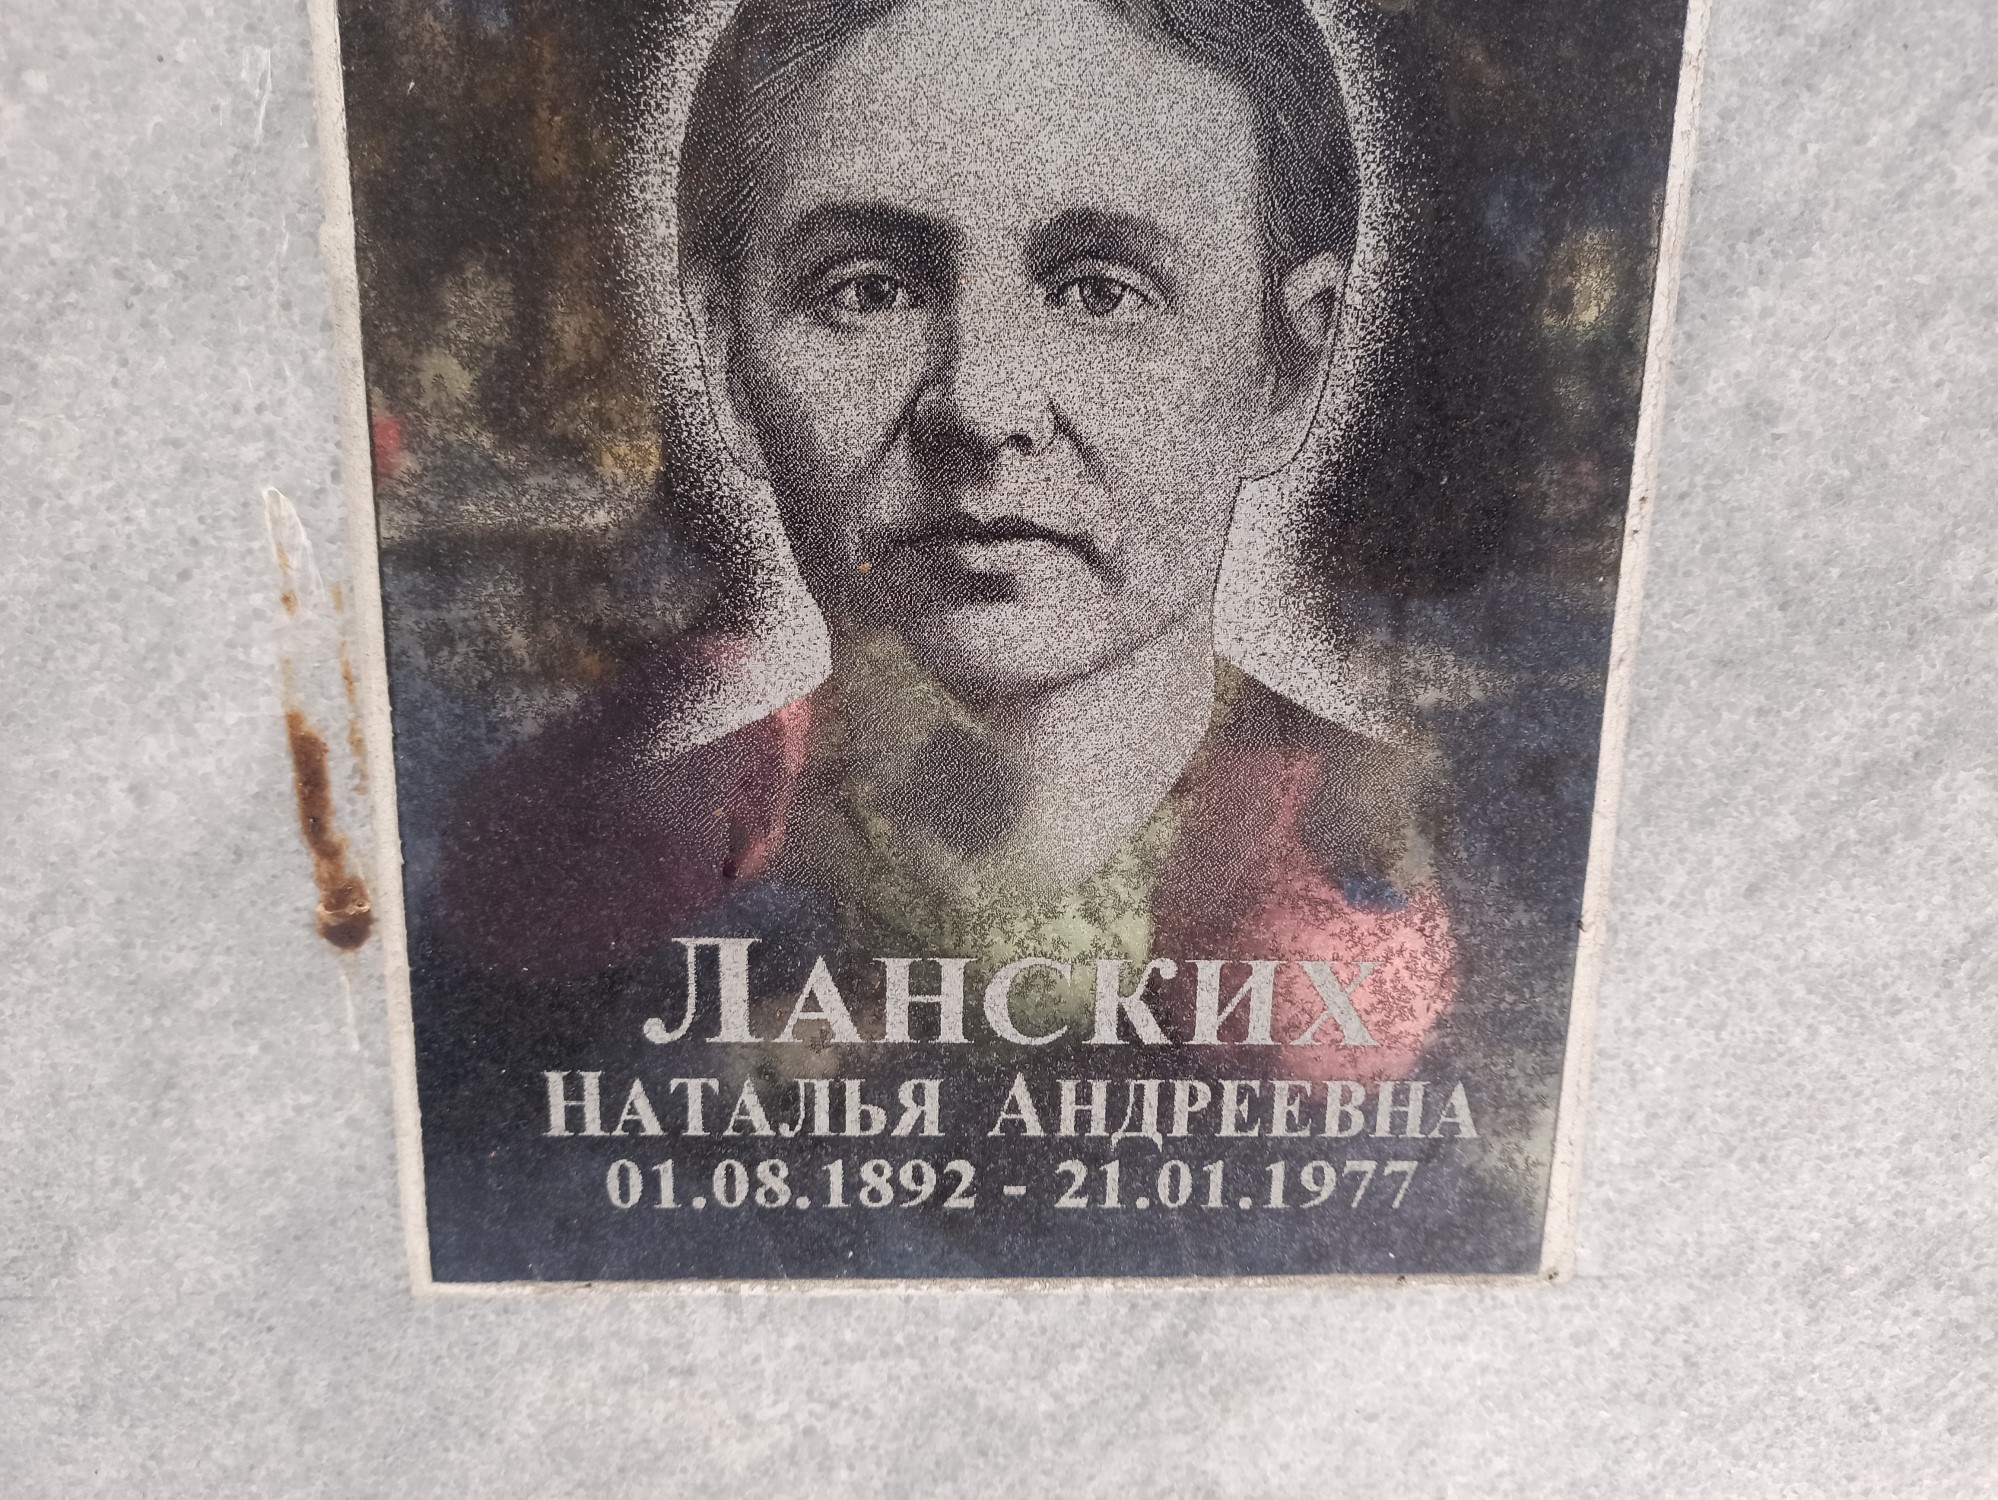 Ланских
Наталья Андреевна
01.08.1892 - 21.01.1977